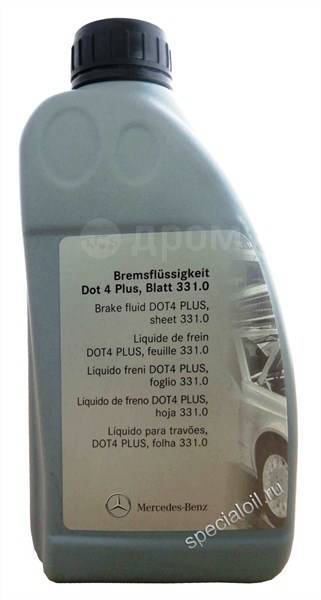 дром
Bremsflüssigkeit
Dot 4 Plus, Blatt 331.0
Brake fluid DOT4 PLUS,
sheet 331.0
Liquide de frein
DOT4 PLUS, feuille 331.0
Liquido freni DOT4 PLUS,
foglio 331.0
Líquido de freno DOT4 PLUS,
hoja 331.0
Líquido para travões,
DOT4 PLUS, folha 331.0
Mercedes-Benz
specialoil.ru